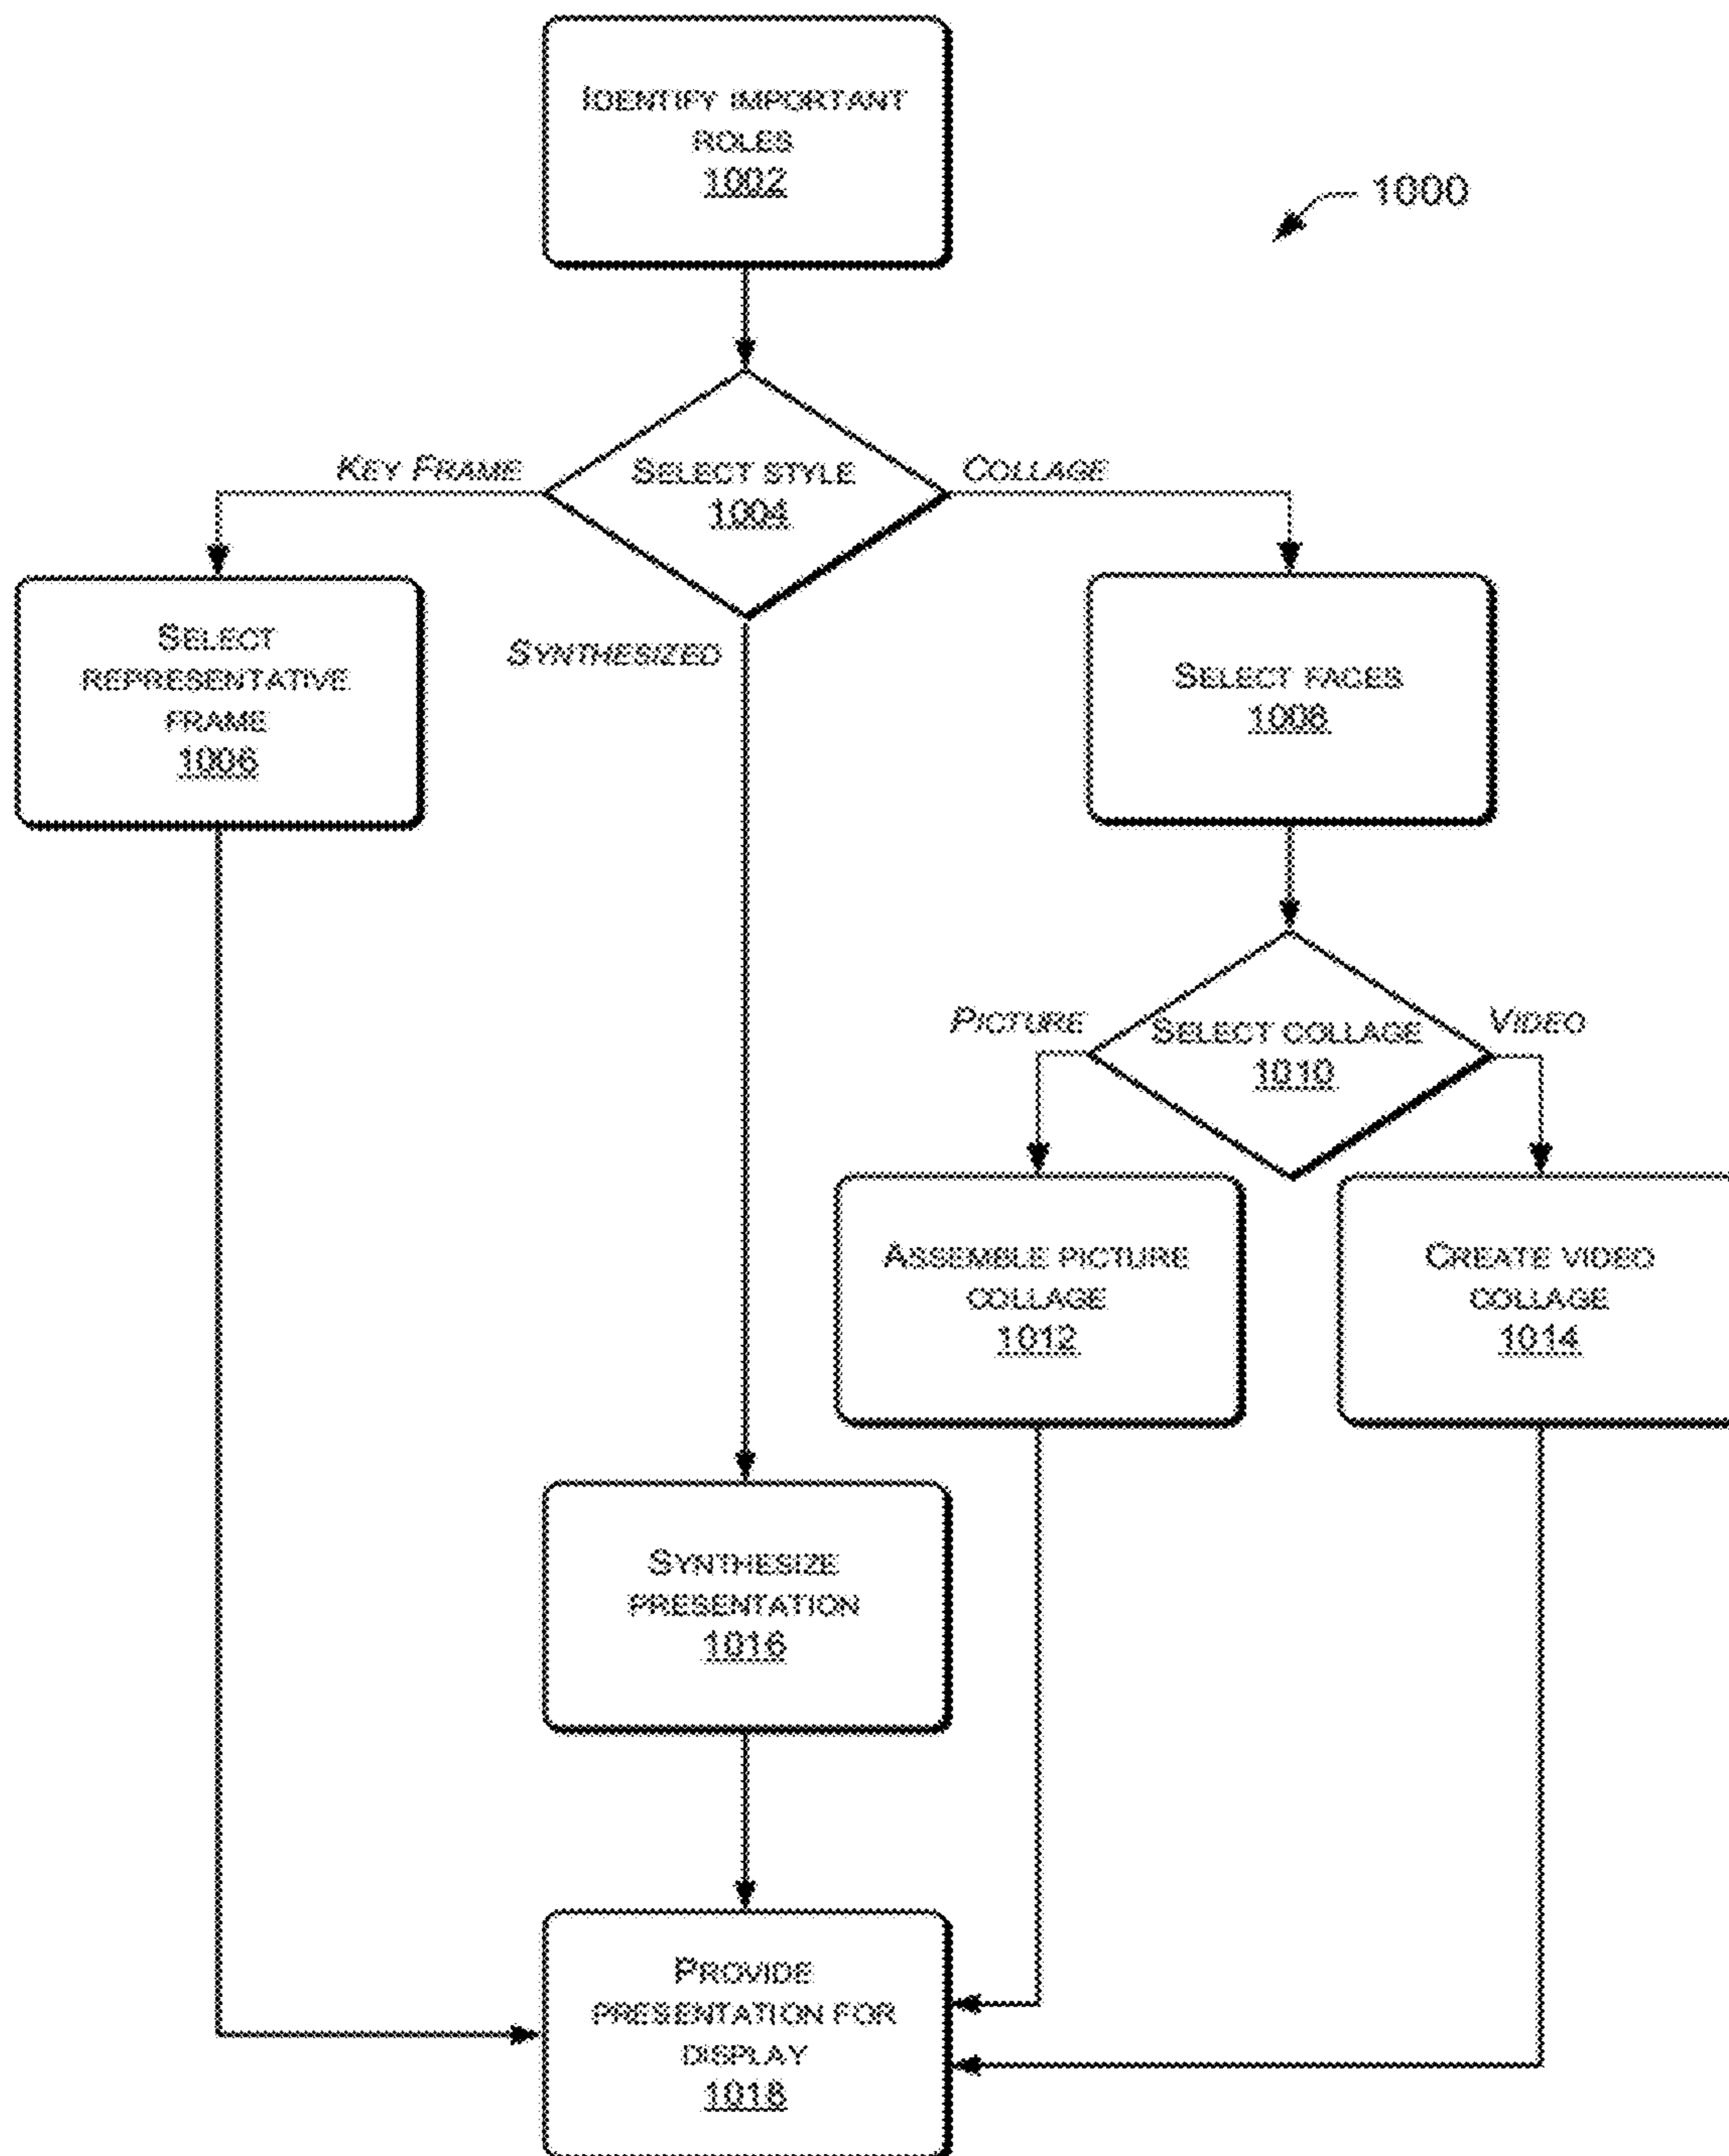 IDENTIFY IMPORTANT
ROLES
1002
1000
KEY FRAME
SELECT STYLE
1004
COLLAGE
SELECT
REPRESENTATIVE
FRAME
1006
SYNTHESIZED
SELECT FACES
1008
PICTURE
SELECT COLLAGE
1010
VIDEO
ASSEMBLE PICTURE
COLLAGE
1012
CREATE VIDEO
COLLAGE
1014
SYNTHESIZE
PRESENTATION
1016
PROVIDE
PRESENTATION FOR
DISPLAY
1018